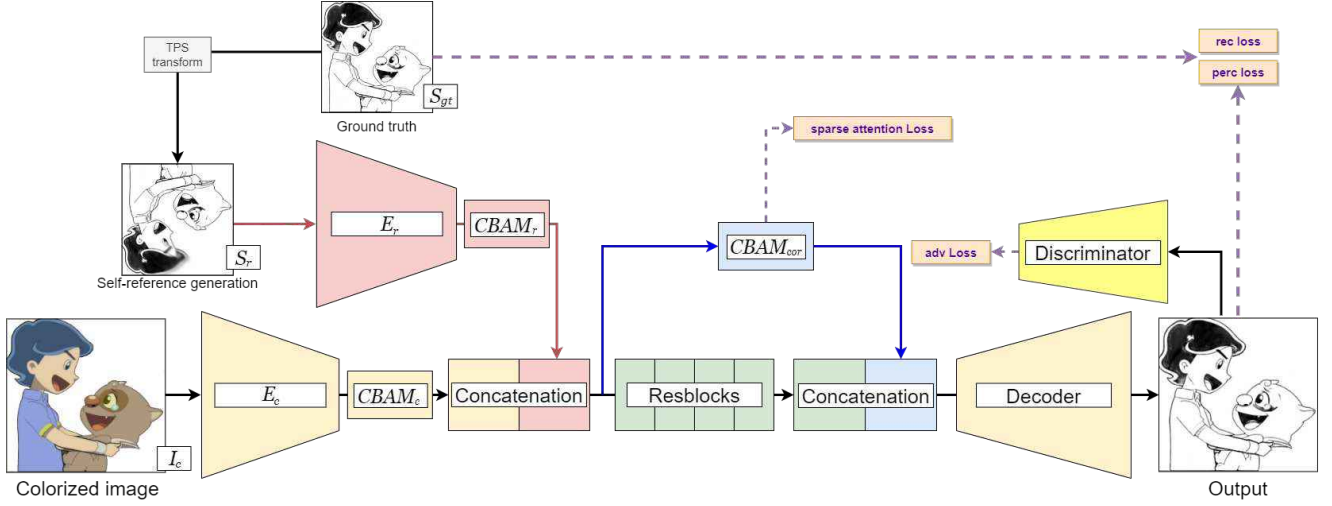 TPS
transform
S_gt
Ground truth
rec loss
perc loss
sparse attention Loss
S_r
Self-reference generation
E_r
CBAM_r
CBAM_cor
adv Loss
Discriminator
I_c
Colorized image
E_c
CBAM_c
Concatenation
Resblocks
Concatenation
Decoder
Output